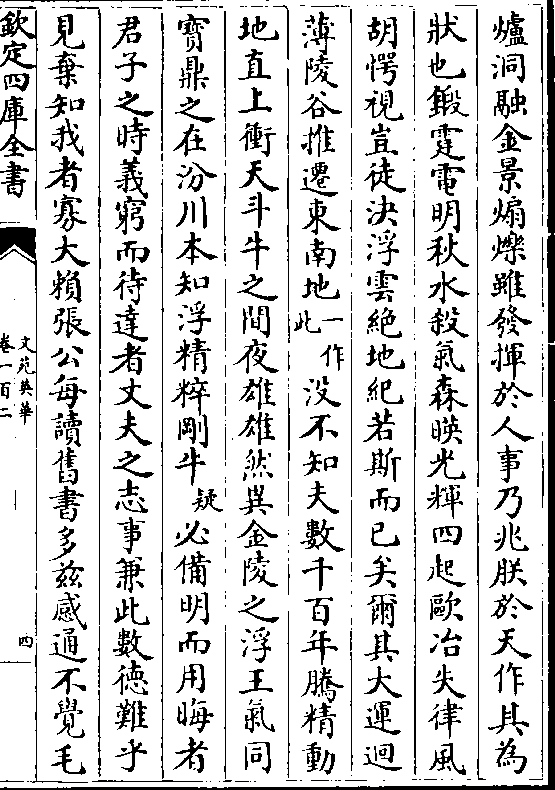 爐洞融金景煽爍雖發揮於人事乃兆朕於天作其為
狀也鍛霆電明秋水殺氣森映光輝四起歐冶失律風
胡愕視豈徒決浮雲絶地紀若斯而已矣爾其大運迴
薄陵谷推遷東南地一作此没不知夫數千百年騰精動
地直上衝天斗牛之間夜雄雄然異金陵之浮王氣同
寳鼎之在汾川本知浮精粹剛牛疑必備明而用晦者
君子之時義窮而待達者丈夫之志事兼此數徳難乎
見棄知我者寡大賴張公每讀舊書多兹感通不覺毛
欽定四庫全書
文苑英華
卷一百二
四